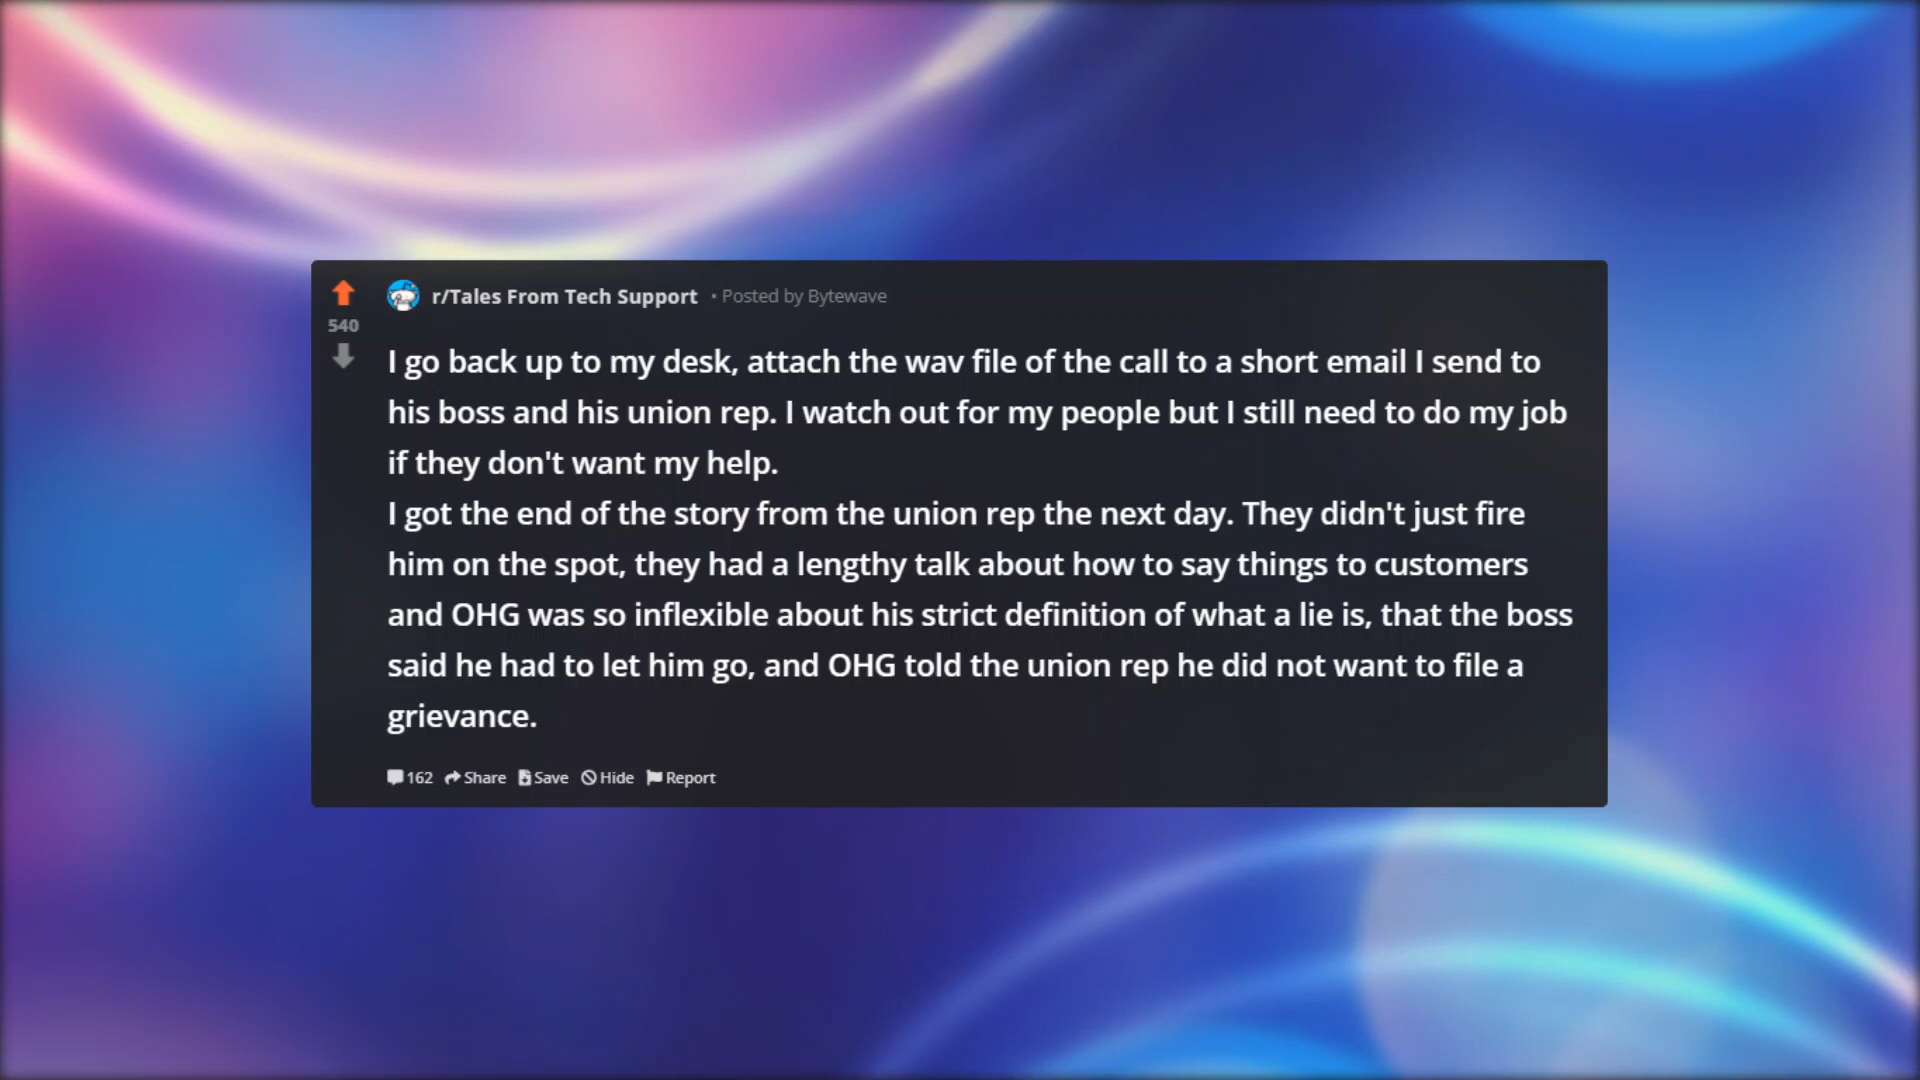 r/Tales From Tech Support • Posted by Bytewave
540
I go back up to my desk, attach the wav file of the call to a short email I send to
his boss and his union rep. I watch out for my people but I still need to do my job
if they don't want my help.
I got the end of the story from the union rep the next day. They didn't just fire
him on the spot, they had a lengthy talk about how to say things to customers
and OHG was so inflexible about his strict definition of what a lie is, that the boss
said he had to let him go, and OHG told the union rep he did not want to file a
grievance.
162 Share Save Hide Report